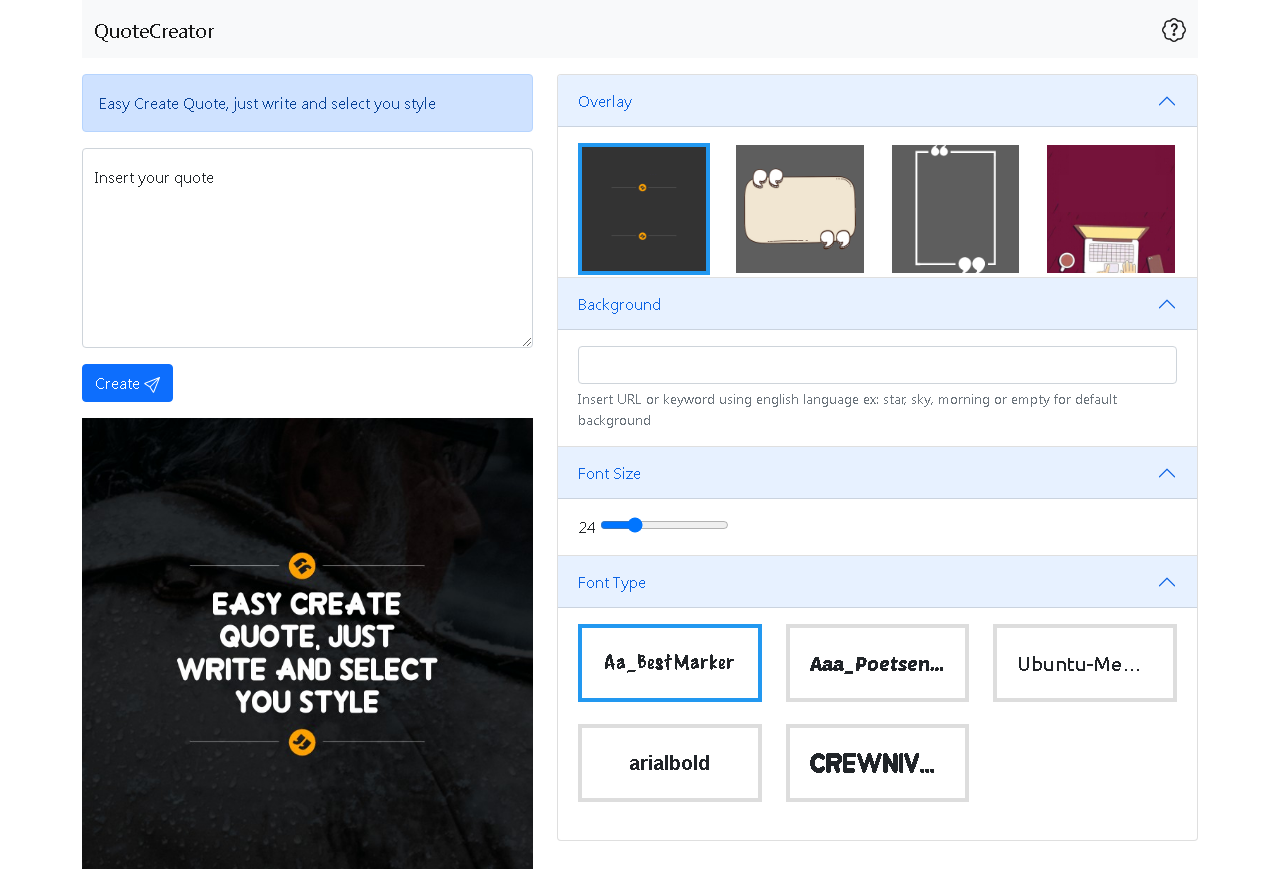 QuoteCreator
Easy Create Quote, just write and select you style
Insert your quote
Create
EASY CREATE
QUOTE, JUST
WRITE AND SELECT
YOU STYLE
Overlay
Background
Insert URL or keyword using english language ex: star, sky, morning or empty for default
background
Font Size
24
Font Type
Aa_BestMarker
Aaa_Poetsen...
Ubuntu-Me...
arialbold
CREWNIV...